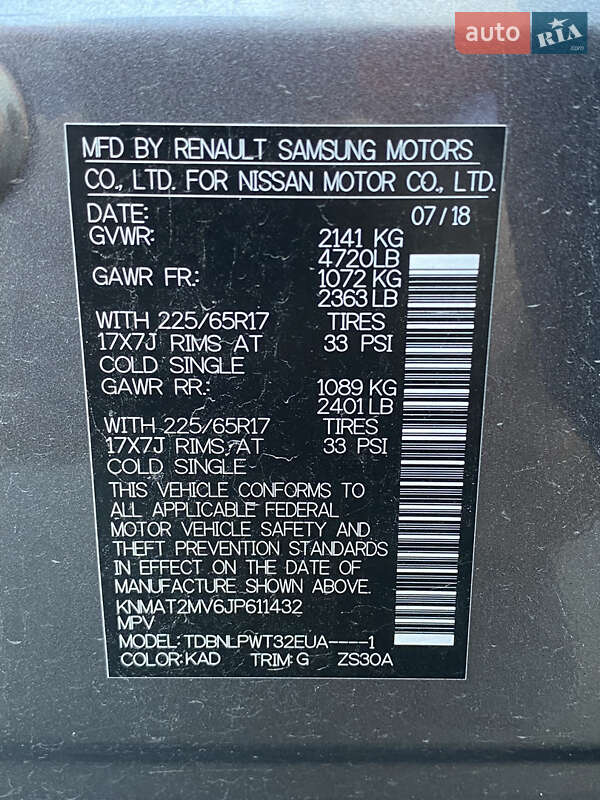 auto RIA.com
MFD BY RENAULT SAMSUNG MOTORS
CO., LTD. FOR NISSAN MOTOR CO., LTD.
DATE: 07/18
GVWR: 2141 KG
4720LB
GAWR FR: 1072 KG
2363 LB
WITH 225/65R17 TIRES
17X7J RIMS AT 33 PSI
COLD SINGLE
GAWR RR: 1089 KG
2401 LB
WITH 225/65R17 TIRES
17X7J RIMS AT 33 PSI
COLD SINGLE
THIS VEHICLE CONFORMS TO
ALL APPLICABLE FEDERAL
MOTOR VEHICLE SAFETY AND
THEFT PREVENTION STANDARDS
IN EFFECT ON THE DATE OF
MANUFACTURE SHOWN ABOVE.
KNMAT2MV6JP611432
MPV
MODEL: TDBNLPWT32EUA----1
COLOR: KAD TRIM: G ZS30A